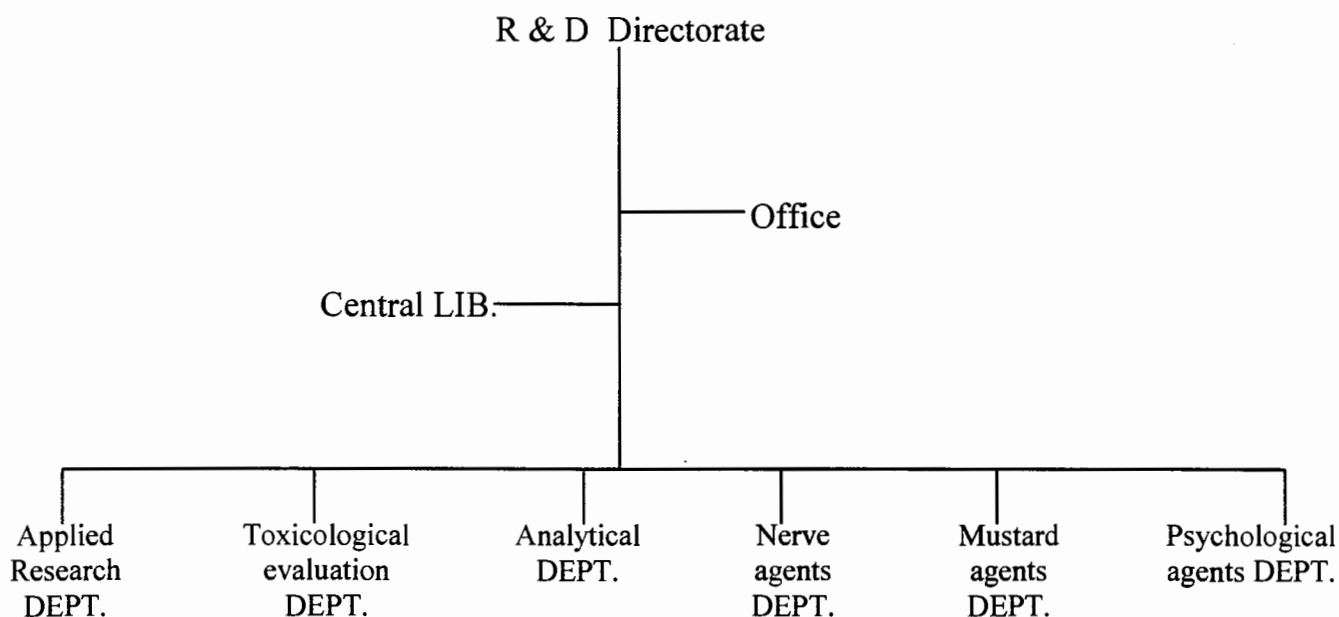 R & D Directorate
Office
Central LIB.
Applied
Research
DEPT.
Toxicological
evaluation
DEPT.
Analytical
DEPT.
Nerve
agents
DEPT.
Mustard
agents
DEPT.
Psychological
agents DEPT.